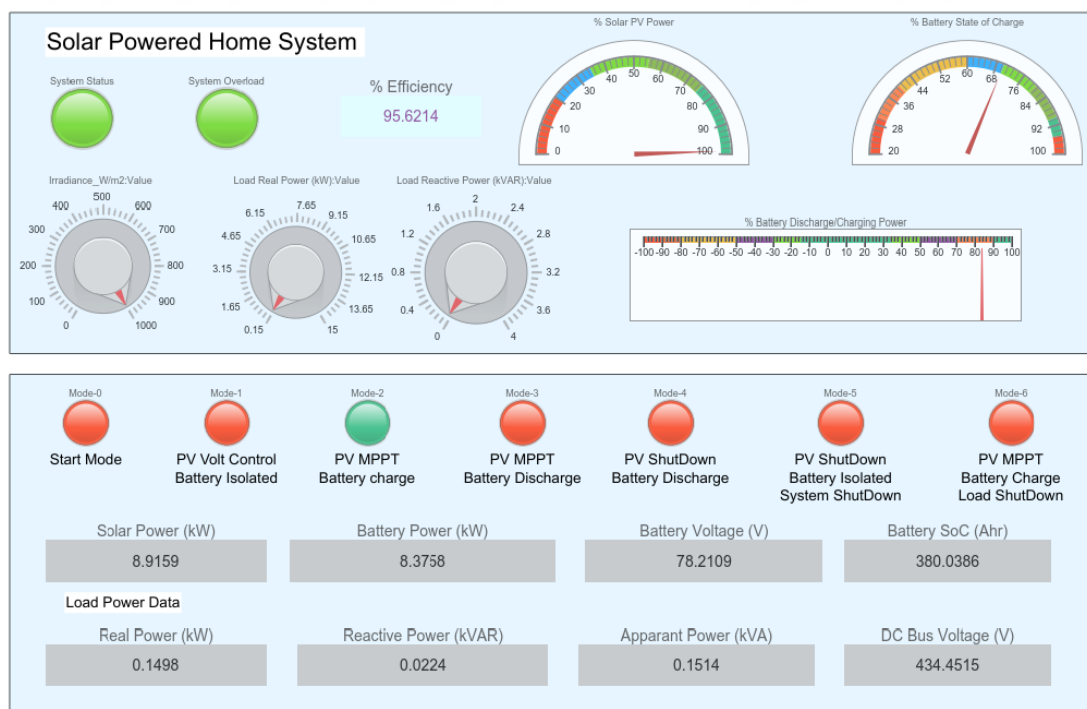 Solar Powered Home System
% Solar PV Power
% Battery State of Charge
System Status
System Overload
% Efficiency
95.6214
0 10 20 30 40 50 60 70 80 90 100
20 28 36 44 52 60 68 76 84 92 100
Irradiance_W/m2:Value
Load Real Power (kW):Value
Load Reactive Power (kVAR):Value
0 100 200 300 400 500 600 700 800 900 1000
0.15 1.65 3.15 4.65 6.15 7.65 9.15 10.65 12.15 13.65 15
0 0.4 0.8 1.2 1.6 2 2.4 2.8 3.2 3.6 4
% Battery Discharge/Charging Power
-100 -90 -80 -70 -60 -50 -40 -30 -20 -10 0 10 20 30 40 50 60 70 80 90 100
Mode-0
Start Mode
Mode-1
PV Volt Control
Battery Isolated
Mode-2
PV MPPT
Battery charge
Mode-3
PV MPPT
Battery Discharge
Mode-4
PV ShutDown
Battery Discharge
Mode-5
PV ShutDown
Battery Isolated
System ShutDown
Mode-6
PV MPPT
Battery Charge
Load ShutDown
Solar Power (kW)
8.9159
Battery Power (kW)
8.3758
Battery Voltage (V)
78.2109
Battery SoC (Ahr)
380.0386
Load Power Data
Real Power (kW)
0.1498
Reactive Power (kVAR)
0.0224
Apparant Power (kVA)
0.1514
DC Bus Voltage (V)
434.4515